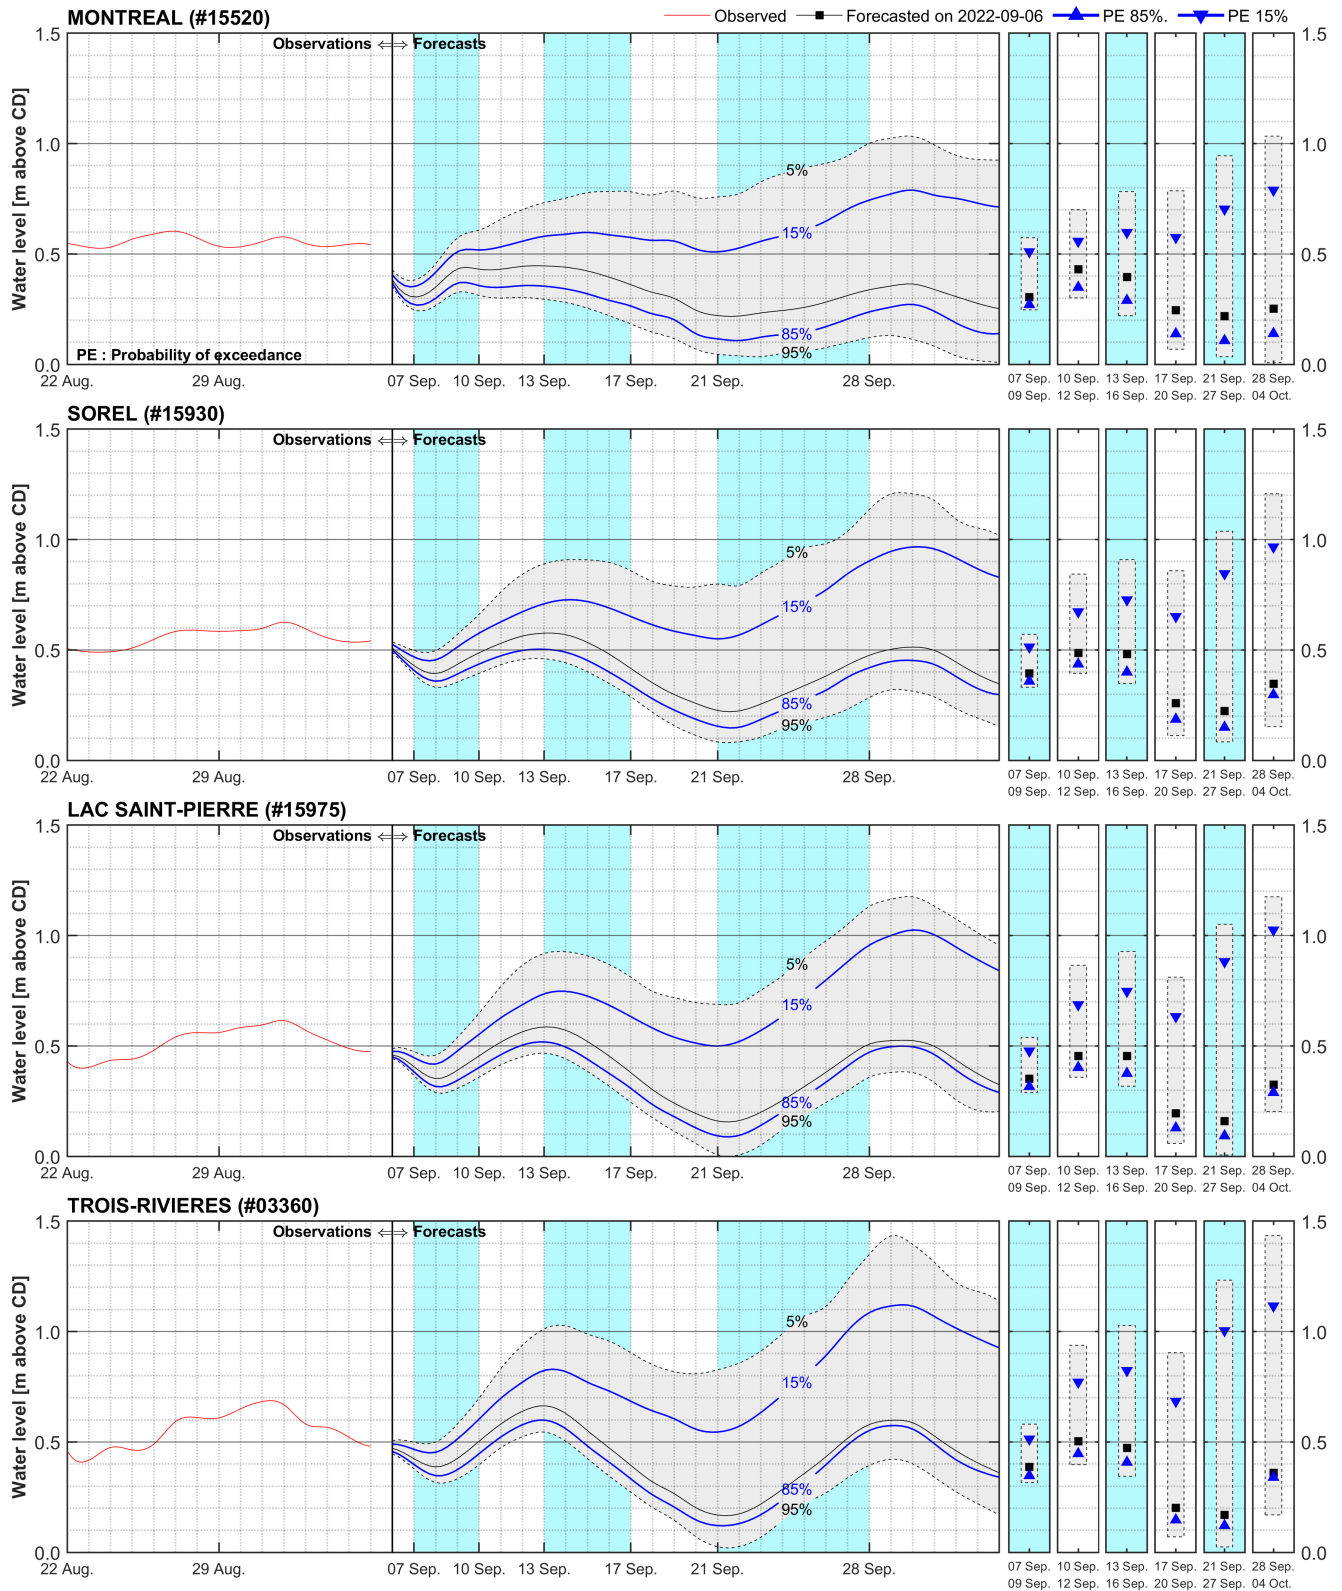 MONTREAL (#15520)
Observed
Forecasted on 2022-09-06
PE 85%.
PE 15%
Observations ⟺ Forecasts
Water level [m above CD]
1.5
1.0
0.5
0.0
5%
15%
85%
95%
PE : Probability of exceedance
22 Aug.
29 Aug.
07 Sep.
10 Sep.
13 Sep.
17 Sep.
21 Sep.
28 Sep.
1.5
1.0
0.5
0.0
07 Sep. 10 Sep. 13 Sep. 17 Sep. 21 Sep. 28 Sep.
09 Sep. 12 Sep. 16 Sep. 20 Sep. 27 Sep. 04 Oct.
SOREL (#15930)
Observations ⟺ Forecasts
Water level [m above CD]
1.5
1.0
0.5
0.0
5%
15%
85%
95%
22 Aug.
29 Aug.
07 Sep.
10 Sep.
13 Sep.
17 Sep.
21 Sep.
28 Sep.
1.5
1.0
0.5
0.0
07 Sep. 10 Sep. 13 Sep. 17 Sep. 21 Sep. 28 Sep.
09 Sep. 12 Sep. 16 Sep. 20 Sep. 27 Sep. 04 Oct.
LAC SAINT-PIERRE (#15975)
Observations ⟺ Forecasts
Water level [m above CD]
1.5
1.0
0.5
0.0
5%
15%
85%
95%
22 Aug.
29 Aug.
07 Sep.
10 Sep.
13 Sep.
17 Sep.
21 Sep.
28 Sep.
1.5
1.0
0.5
0.0
07 Sep. 10 Sep. 13 Sep. 17 Sep. 21 Sep. 28 Sep.
09 Sep. 12 Sep. 16 Sep. 20 Sep. 27 Sep. 04 Oct.
TROIS-RIVIERES (#03360)
Observations ⟺ Forecasts
Water level [m above CD]
1.5
1.0
0.5
0.0
5%
15%
85%
95%
22 Aug.
29 Aug.
07 Sep.
10 Sep.
13 Sep.
17 Sep.
21 Sep.
28 Sep.
1.5
1.0
0.5
0.0
07 Sep. 10 Sep. 13 Sep. 17 Sep. 21 Sep. 28 Sep.
09 Sep. 12 Sep. 16 Sep. 20 Sep. 27 Sep. 04 Oct.